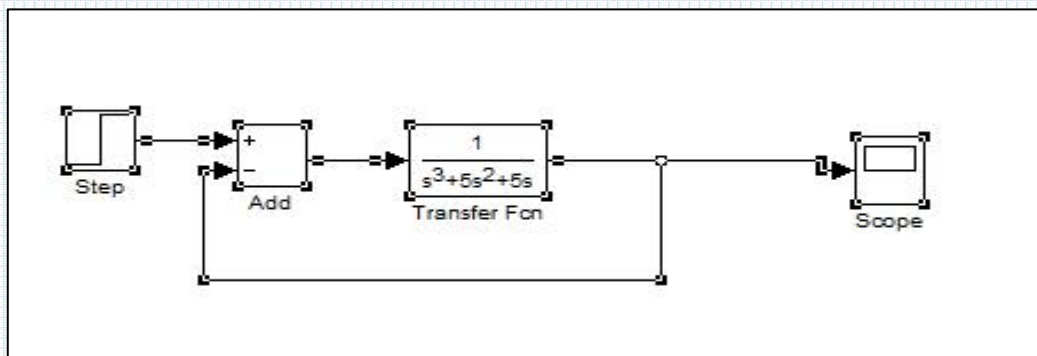 Step
+
−
Add
1
s³+5s²+5s
Transfer Fcn
Scope